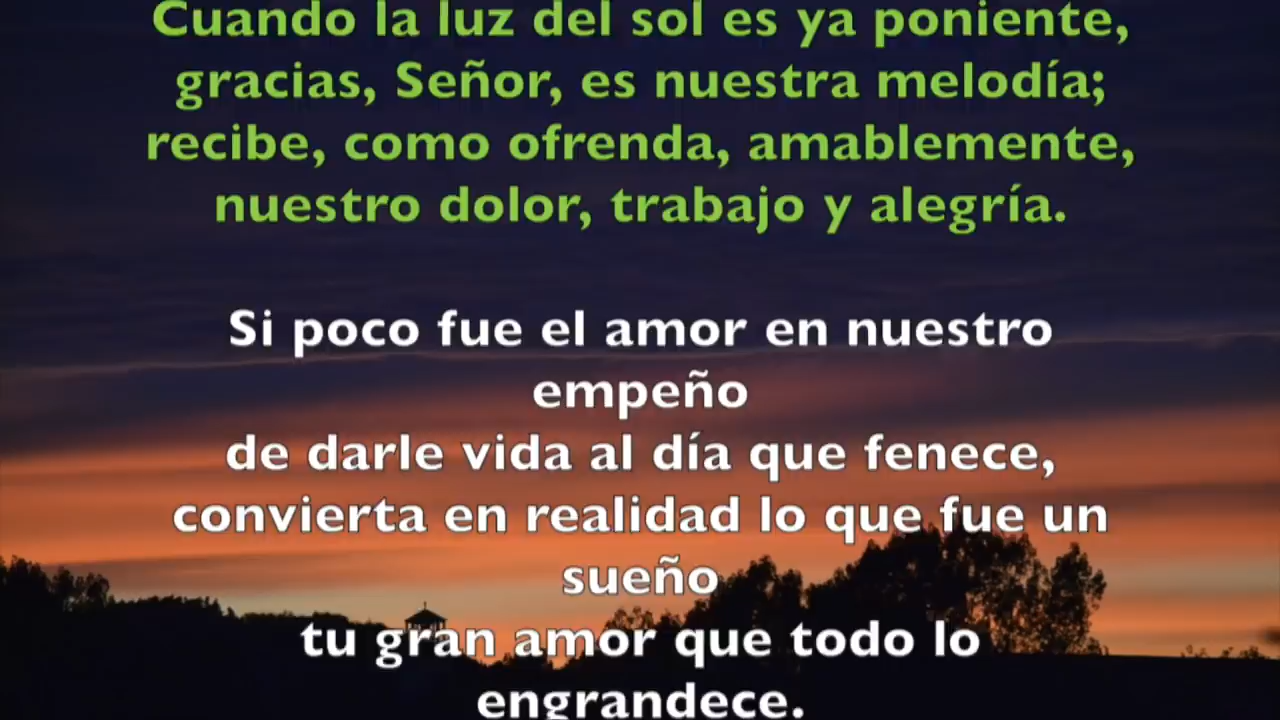 Cuando la luz del sol es ya poniente,
gracias, Señor, es nuestra melodía;
recibe, como ofrenda, amablemente,
nuestro dolor, trabajo y alegría.
Si poco fue el amor en nuestro
empeño
de darle vida al día que fenece,
convierta en realidad lo que fue un
sueño
tu gran amor que todo lo
engrandece.